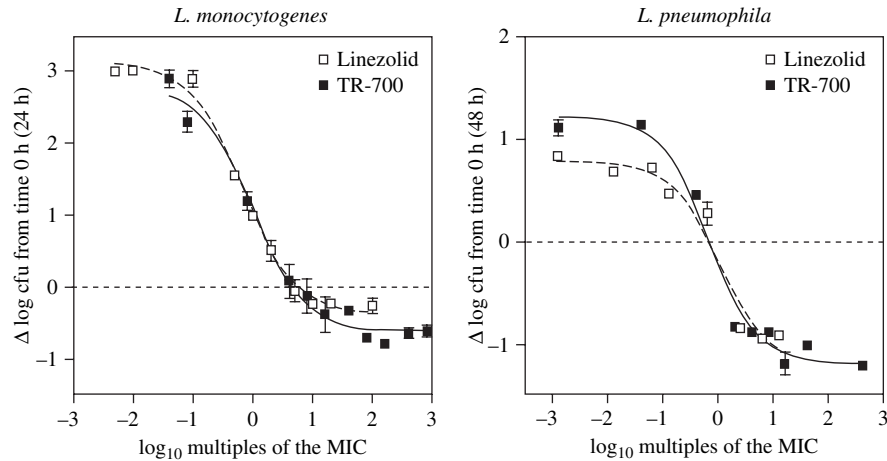 L. monocytogenes
Δ log cfu from time 0 h (24 h)
3
2
1
0
−1
Linezolid
TR-700
−3 −2 −1 0 1 2 3
log10 multiples of the MIC
L. pneumophila
Δ log cfu from time 0 h (48 h)
2
1
0
−1
Linezolid
TR-700
−3 −2 −1 0 1 2 3
log10 multiples of the MIC